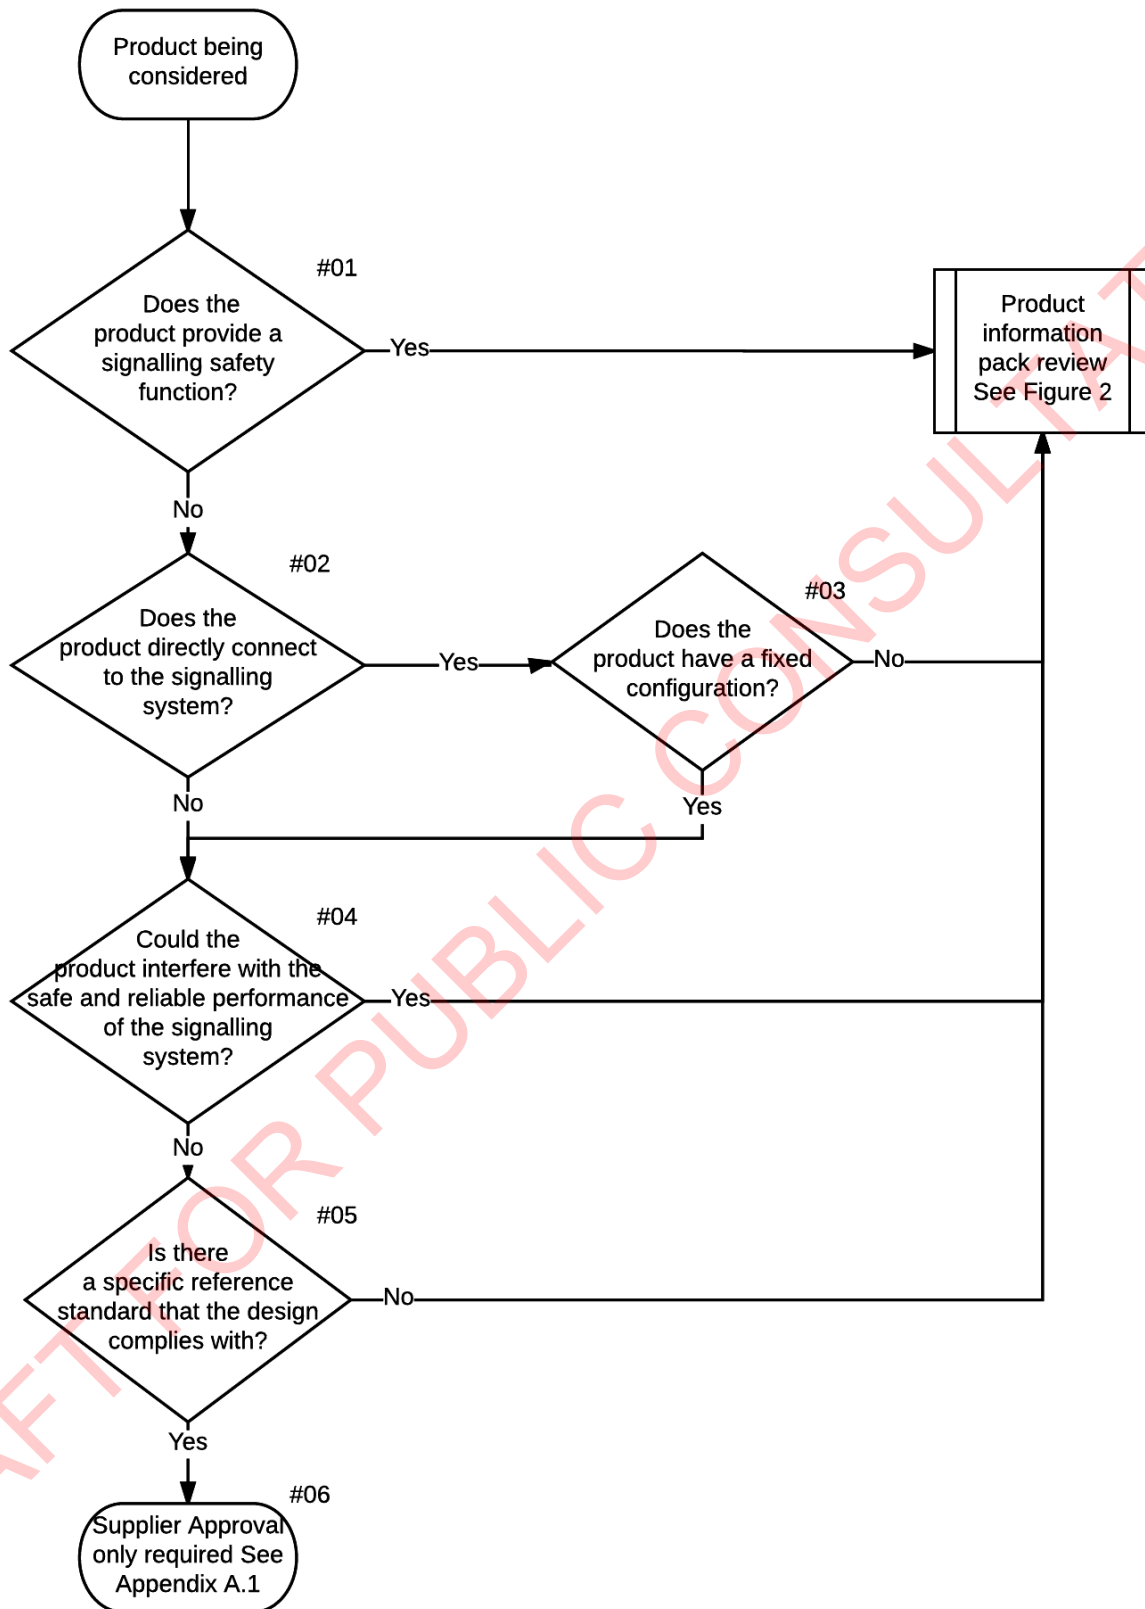 Product being
considered
#01
Does the
product provide a
signalling safety
function?
Yes
Product
information
pack review
See Figure 2
No
#02
Does the
product directly connect
to the signalling
system?
Yes
#03
Does the
product have a fixed
configuration?
No
Yes
No
#04
Could the
product interfere with the
safe and reliable performance
of the signalling
system?
Yes
No
#05
Is there
a specific reference
standard that the design
complies with?
No
Yes
#06
Supplier Approval
only required See
Appendix A.1
AFT FOR PUBLIC CONSULTAT